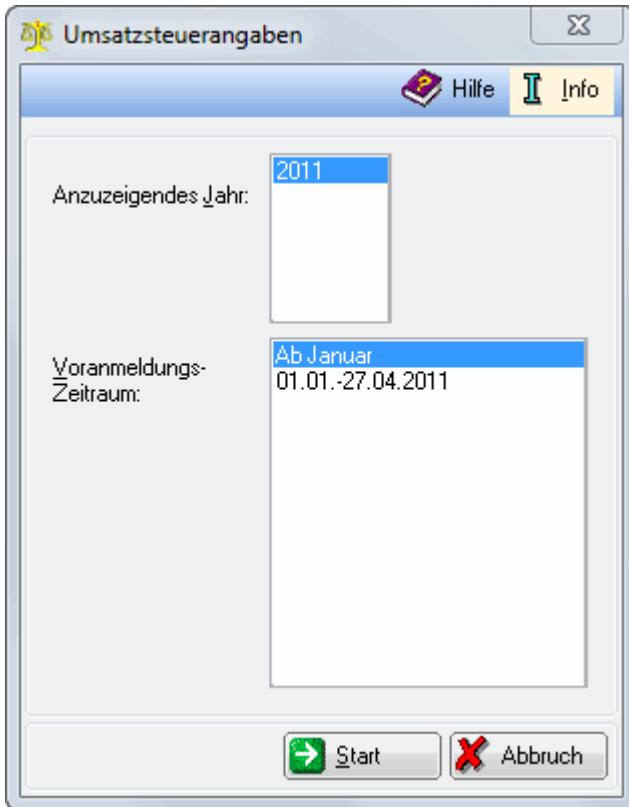 Umsatzsteuerangaben
Hilfe Info
Anzuzeigendes Jahr:
2011
Voranmeldungs-
Zeitraum:
Ab Januar
01.01.-27.04.2011
Start Abbruch